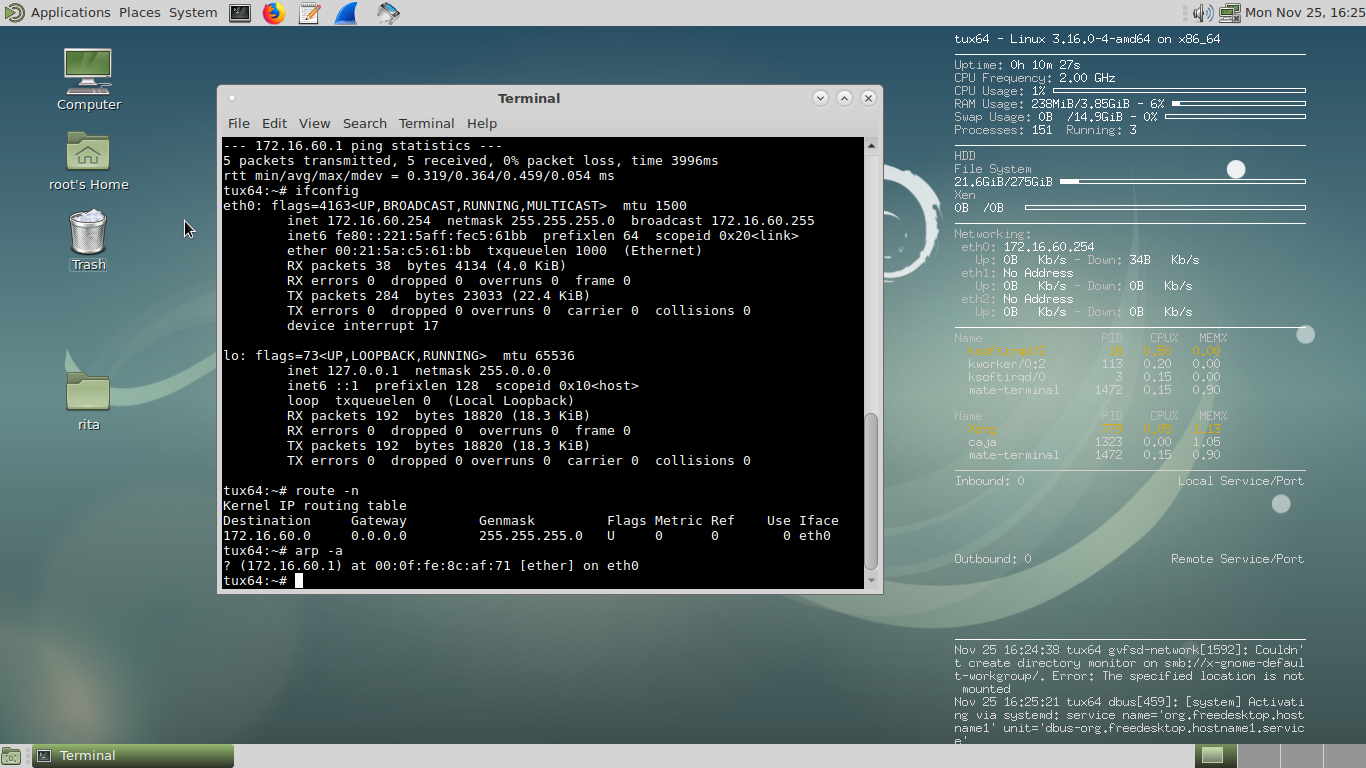 Applications Places System Mon Nov 25, 16:25
Computer
root's Home
Trash
rita
Terminal
File Edit View Search Terminal Help
--- 172.16.60.1 ping statistics ---
5 packets transmitted, 5 received, 0% packet loss, time 3996ms
rtt min/avg/max/mdev = 0.319/0.364/0.459/0.054 ms
tux64:~# ifconfig
eth0: flags=4163<UP,BROADCAST,RUNNING,MULTICAST>  mtu 1500
        inet 172.16.60.254  netmask 255.255.255.0  broadcast 172.16.60.255
        inet6 fe80::221:5aff:fec5:61bb  prefixlen 64  scopeid 0x20<link>
        ether 00:21:5a:c5:61:bb  txqueuelen 1000  (Ethernet)
        RX packets 38  bytes 4134 (4.0 KiB)
        RX errors 0  dropped 0  overruns 0  frame 0
        TX packets 284  bytes 23033 (22.4 KiB)
        TX errors 0  dropped 0 overruns 0  carrier 0  collisions 0
        device interrupt 17
lo: flags=73<UP,LOOPBACK,RUNNING>  mtu 65536
        inet 127.0.0.1  netmask 255.0.0.0
        inet6 ::1  prefixlen 128  scopeid 0x10<host>
        loop  txqueuelen 0  (Local Loopback)
        RX packets 192  bytes 18820 (18.3 KiB)
        RX errors 0  dropped 0  overruns 0  frame 0
        TX packets 192  bytes 18820 (18.3 KiB)
        TX errors 0  dropped 0 overruns 0  carrier 0  collisions 0
tux64:~# route -n
Kernel IP routing table
Destination     Gateway         Genmask         Flags Metric Ref    Use Iface
172.16.60.0     0.0.0.0         255.255.255.0   U     0      0        0 eth0
tux64:~# arp -a
? (172.16.60.1) at 00:0f:fe:8c:af:71 [ether] on eth0
tux64:~#
tux64 - Linux 3.16.0-4-amd64 on x86_64
Uptime: 0h 10m 27s
CPU Frequency: 2.00 GHz
CPU Usage: 1%
RAM Usage: 238MiB/3.85GiB - 6%
Swap Usage: 0B  /14.9GiB - 0%
Processes: 151  Running: 3
HDD
File System
21.6GiB/275GiB
Xen
0B  /0B
Networking:
eth0: 172.16.60.254
Up: 0B   Kb/s - Down: 34B   Kb/s
eth1: No Address
Up: 0B   Kb/s - Down: 0B   Kb/s
eth2: No Address
Up: 0B   Kb/s - Down: 0B   Kb/s
Name PID CPU% MEM%
ksoftirqd/2 18 0.50 0.00
kworker/0:2 113 0.20 0.00
ksoftirqd/0 3 0.15 0.00
mate-terminal 1472 0.15 0.90
Name PID CPU% MEM%
Xorg 1.13
caja 1323 0.00 1.05
mate-terminal 1472 0.15 0.90
Inbound: 0 Local Service/Port
Outbound: 0 Remote Service/Port
Nov 25 16:24:38 tux64 gvfsd-network[1592]: Couldn'
t create directory monitor on smb://x-gnome-defaul
t-workgroup/. Error: The specified location is not
 mounted
Nov 25 16:25:21 tux64 dbus[459]: [system] Activati
ng via systemd: service name='org.freedesktop.host
name1' unit='dbus-org.freedesktop.hostname1.servic
e'
Terminal